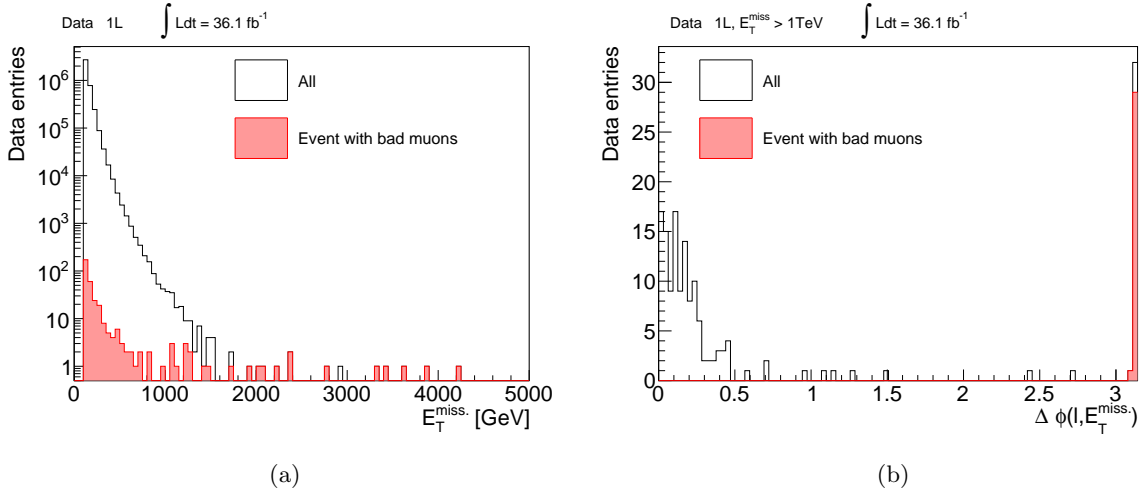 Data 1L ∫ Ldt = 36.1 fb⁻¹
Data entries
10⁶
10⁵
10⁴
10³
10²
10
1
All
Event with bad muons
0 1000 2000 3000 4000 5000
E_T^miss. [GeV]
(a)
Data 1L, E_T^miss > 1TeV ∫ Ldt = 36.1 fb⁻¹
Data entries
30
25
20
15
10
5
0
All
Event with bad muons
0 0.5 1 1.5 2 2.5 3
Δ ϕ(l,E_T^miss.)
(b)